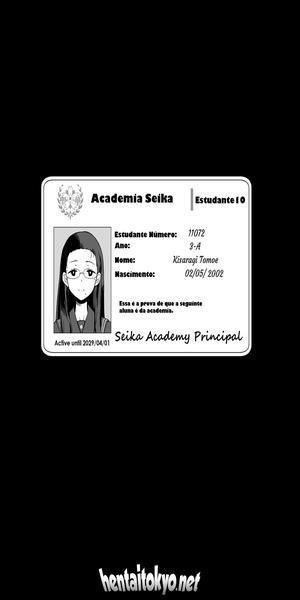 Academia Seika
Estudante I D
Estudante Número: 11072
Ano: 3-A
Nome: Kisaragi Tomoe
Nascimento: 02/05/2002
Essa é a prova de que a seguinte
aluna é da academia.
Seika Academy Principal
Active until 2029/04/01
hentaitokyo.net